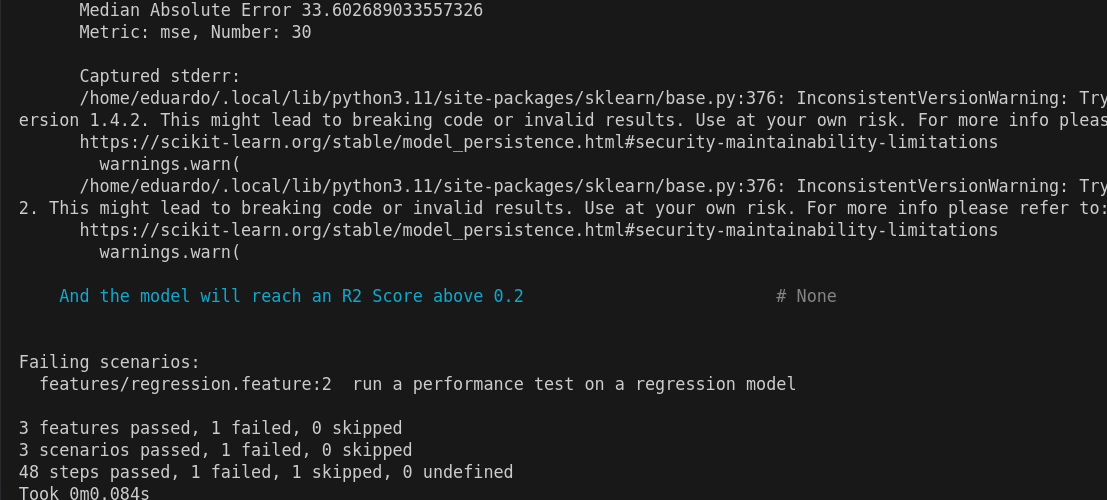 Median Absolute Error 33.602689033557326
Metric: mse, Number: 30
Captured stderr:
/home/eduardo/.local/lib/python3.11/site-packages/sklearn/base.py:376: InconsistentVersionWarning: Try
ersion 1.4.2. This might lead to breaking code or invalid results. Use at your own risk. For more info pleas
https://scikit-learn.org/stable/model_persistence.html#security-maintainability-limitations
warnings.warn(
/home/eduardo/.local/lib/python3.11/site-packages/sklearn/base.py:376: InconsistentVersionWarning: Try
2. This might lead to breaking code or invalid results. Use at your own risk. For more info please refer to:
https://scikit-learn.org/stable/model_persistence.html#security-maintainability-limitations
warnings.warn(
And the model will reach an R2 Score above 0.2 # None
Failing scenarios:
features/regression.feature:2 run a performance test on a regression model
3 features passed, 1 failed, 0 skipped
3 scenarios passed, 1 failed, 0 skipped
48 steps passed, 1 failed, 1 skipped, 0 undefined
Took 0m0.084s